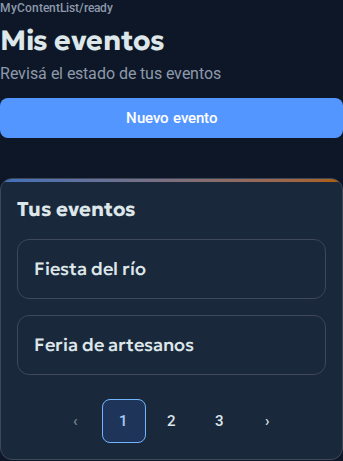 MyContentList/ready
Mis eventos
Revisá el estado de tus eventos
Nuevo evento
Tus eventos
Fiesta del río
Feria de artesanos
‹ 1 2 3 ›